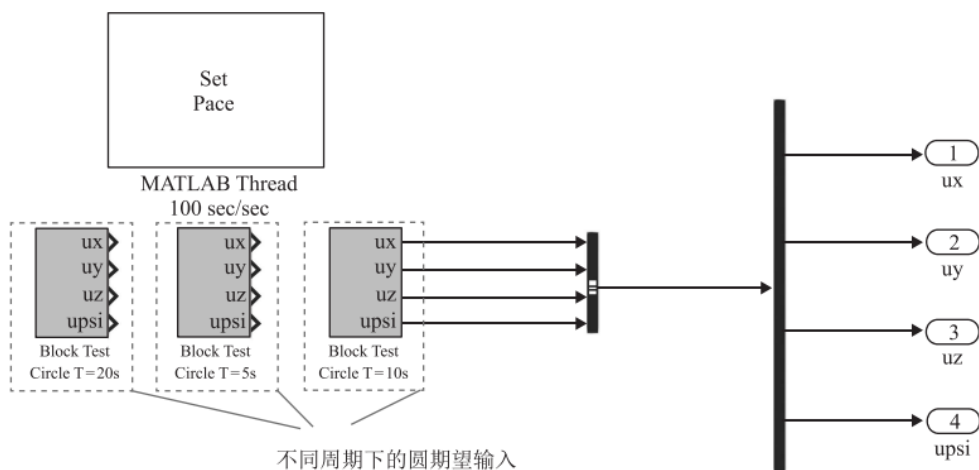 Set
Pace
MATLAB Thread
100 sec/sec
ux
uy
uz
upsi
Block Test
Circle T=20s
ux
uy
uz
upsi
Block Test
Circle T=5s
ux
uy
uz
upsi
Block Test
Circle T=10s
不同周期下的圆期望输入
1
ux
2
uy
3
uz
4
upsi